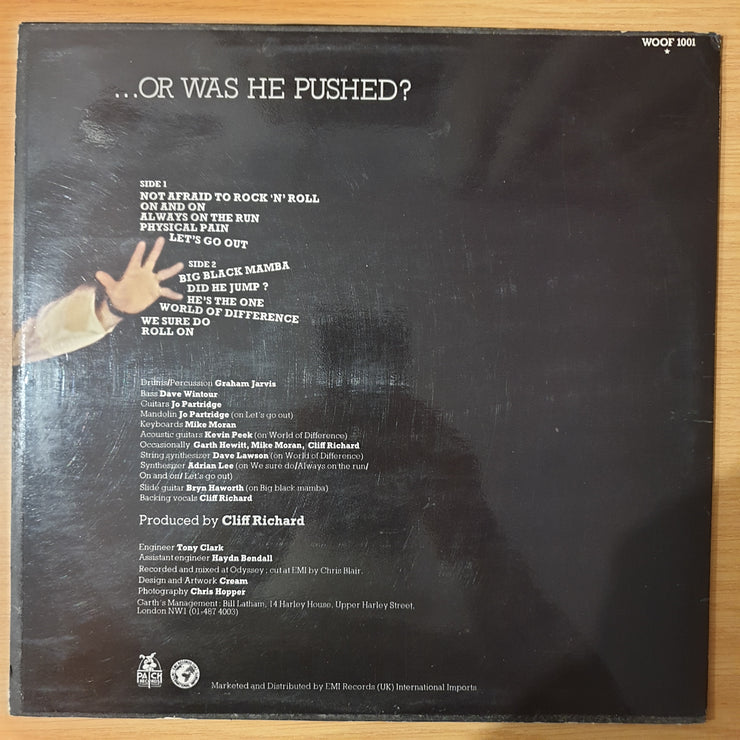 WOOF 1001
...OR WAS HE PUSHED?
SIDE 1
NOT AFRAID TO ROCK 'N' ROLL
ON AND ON
ALWAYS ON THE RUN
PHYSICAL PAIN
LET'S GO OUT
SIDE 2
BIG BLACK MAMBA
DID HE JUMP ?
HE'S THE ONE
WORLD OF DIFFERENCE
WE SURE DO
ROLL ON
Drums/Percussion Graham Jarvis
Bass Dave Wintour
Guitars Jo Partridge
Mandolin Jo Partridge (on Let's go out)
Keyboards Mike Moran
Acoustic guitars Kevin Peek (on World of Difference)
Occasionally Garth Hewitt, Mike Moran, Cliff Richard
String synthesizer Dave Lawson (on World of Difference)
Synthesizer Adrian Lee (on We sure do/Always on the run/
On and on/Let's go out)
Slide guitar Bryn Haworth (on Big black mamba)
Backing vocals Cliff Richard
Produced by Cliff Richard
Engineer Tony Clark
Assistant engineer Haydn Bendall
Recorded and mixed at Odyssey ; cut at EMI by Chris Blair.
Design and Artwork Cream
Photography Chris Hopper
Garth's Management: Bill Latham, 14 Harley House, Upper Harley Street,
London NW1 (01-487 4003)
PATCH
RECORDS
Marketed and Distributed by EMI Records (UK) International Imports